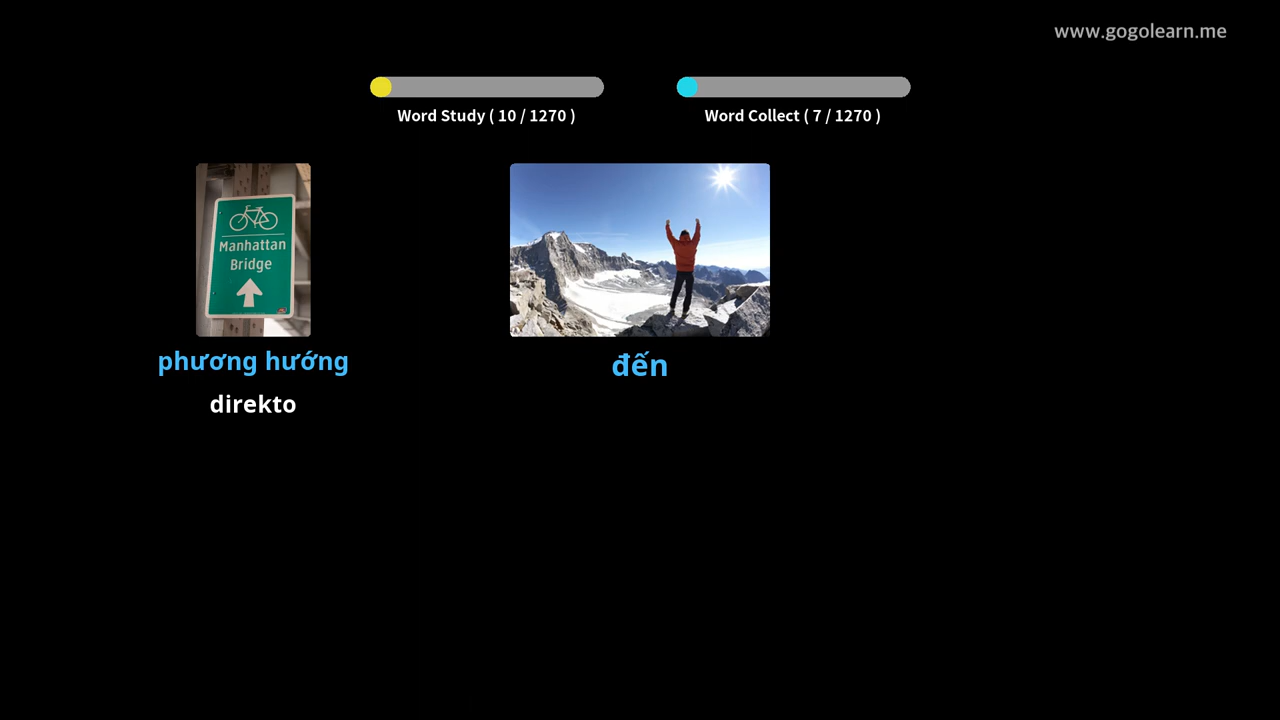 www.gogolearn.me
Word Study ( 10 / 1270 )
Word Collect ( 7 / 1270 )
Manhattan
Bridge
phương hướng
đến
direkto